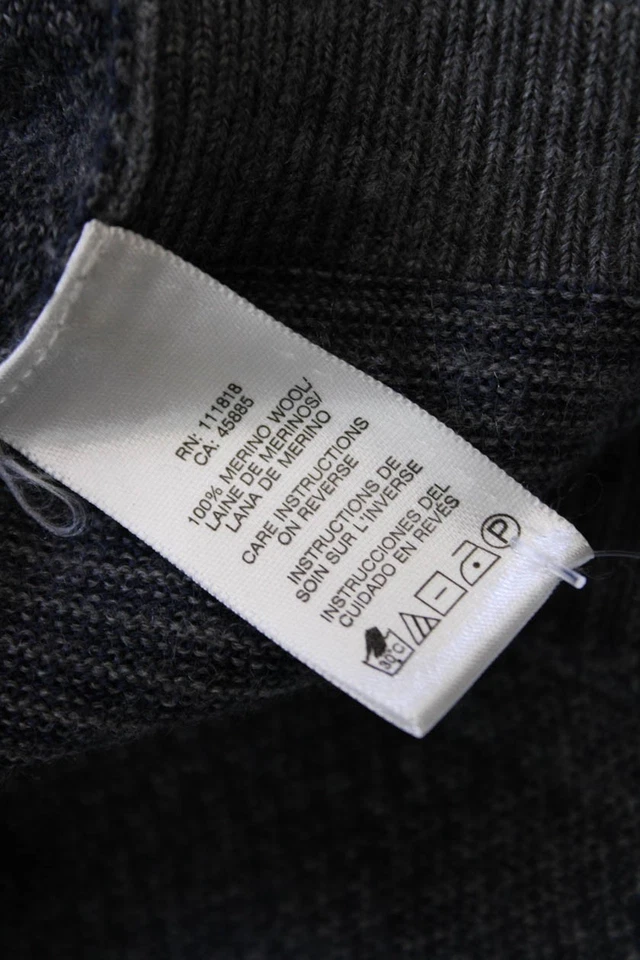 RN: 111818
CA: 45885
100% MERINO WOOL/
LAINE DE MERINOS/
LANA DE MERINO
CARE INSTRUCTIONS
ON REVERSE
INSTRUCTIONS DE
SOIN SUR L'INVERSE
INSTRUCCIONES DEL
CUIDADO EN REVÉS
30°C
P